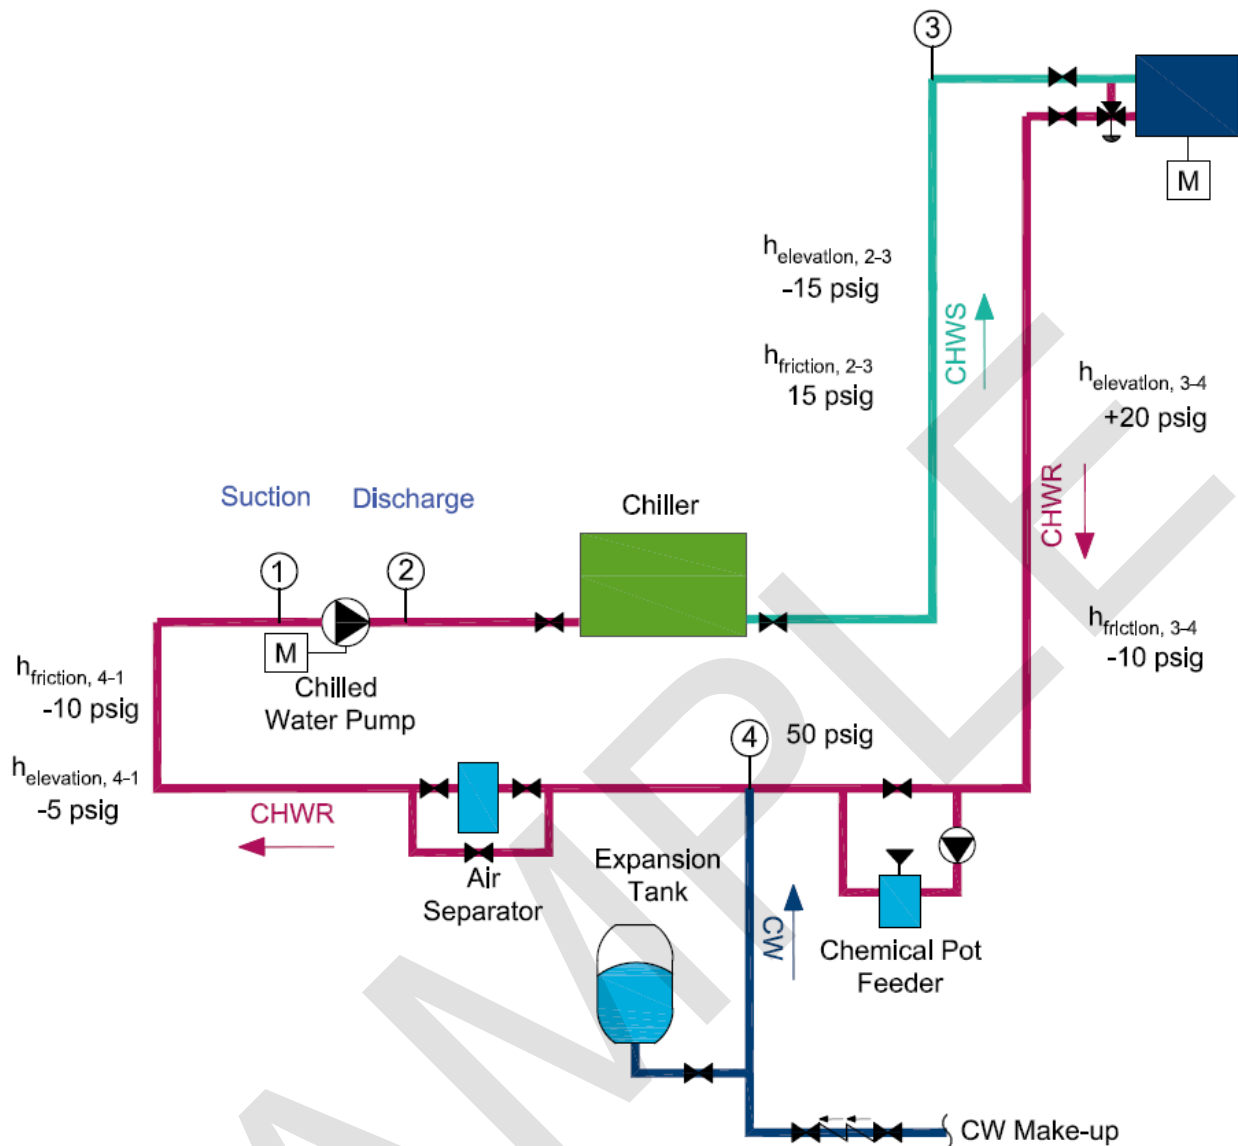 3
M
h elevation, 2-3
-15 psig
h friction, 2-3
15 psig
CHWS
h elevation, 3-4
+20 psig
CHWR
h friction, 3-4
-10 psig
Suction
Discharge
Chiller
1
2
M
Chilled
Water Pump
h friction, 4-1
-10 psig
h elevation, 4-1
-5 psig
CHWR
4
50 psig
Air
Separator
Expansion
Tank
CW
Chemical Pot
Feeder
CW Make-up
AMPLE